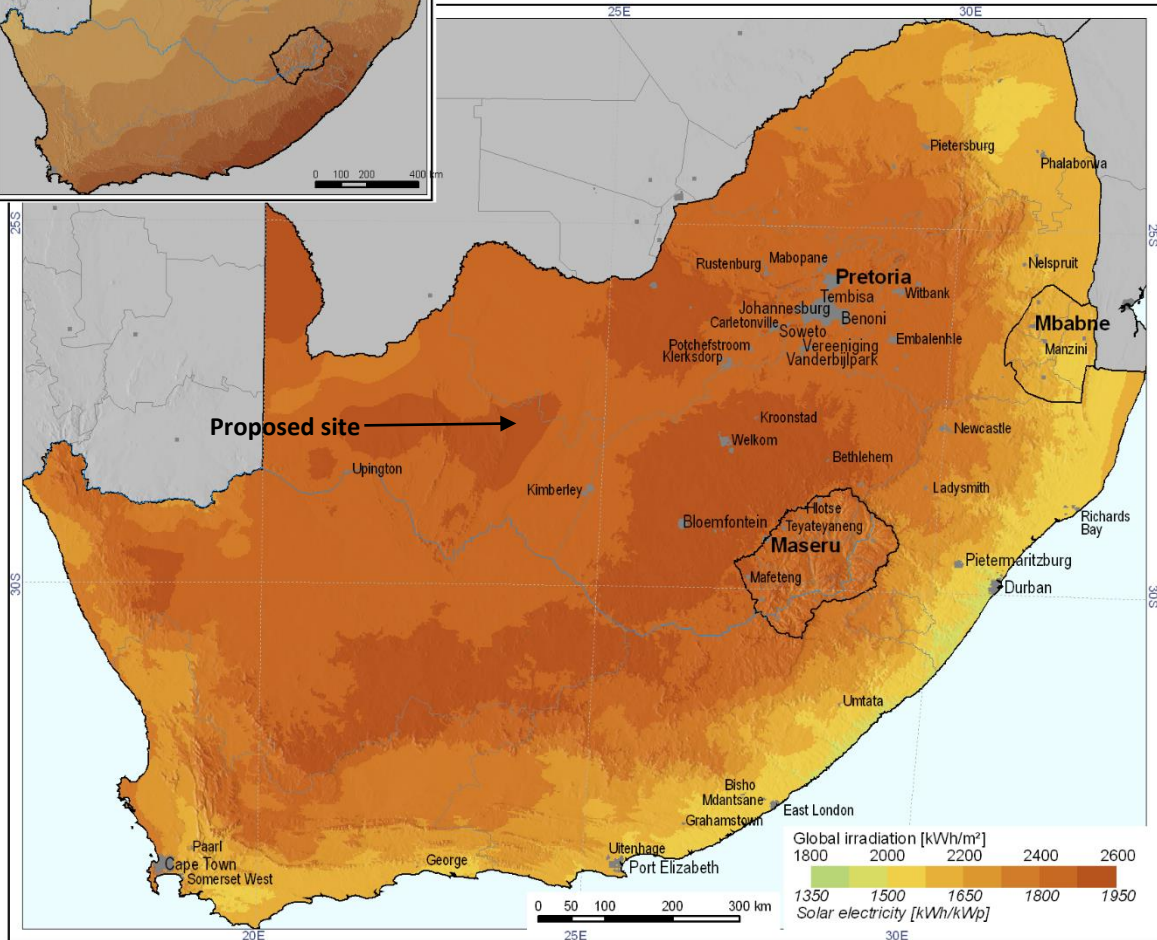 0 100 200 400 km
25E 30E
Pietersburg
Phalaborwa
25S 25S
Rustenburg Mabopane
Nelspruit
Pretoria
Tembisa Witbank
Johannesburg
Benoni
Carletonville Soweto
Mbabne
Potchefstroom Vereeniging Embalenhle
Klerksdorp Vanderbijlpark
Manzini
Proposed site
Kroonstad
Newcastle
Welkom
Upington
Bethlehem
Kimberley
Ladysmith
Hlotse
Bloemfontein Teyateyaneng
Richards
Bay
Maseru
Pietermaritzburg
Mafeteng
30S Durban 30S
Umtata
Bisho
Mdantsane
East London
Grahamstown
Global irradiation [kWh/m²]
1800 2000 2200 2400 2600
1350 1500 1650 1800 1950
Solar electricity [kWh/kWp]
Paarl
Uitenhage
Cape Town George Port Elizabeth
Somerset West
0 50 100 200 300 km
20E 25E 30E